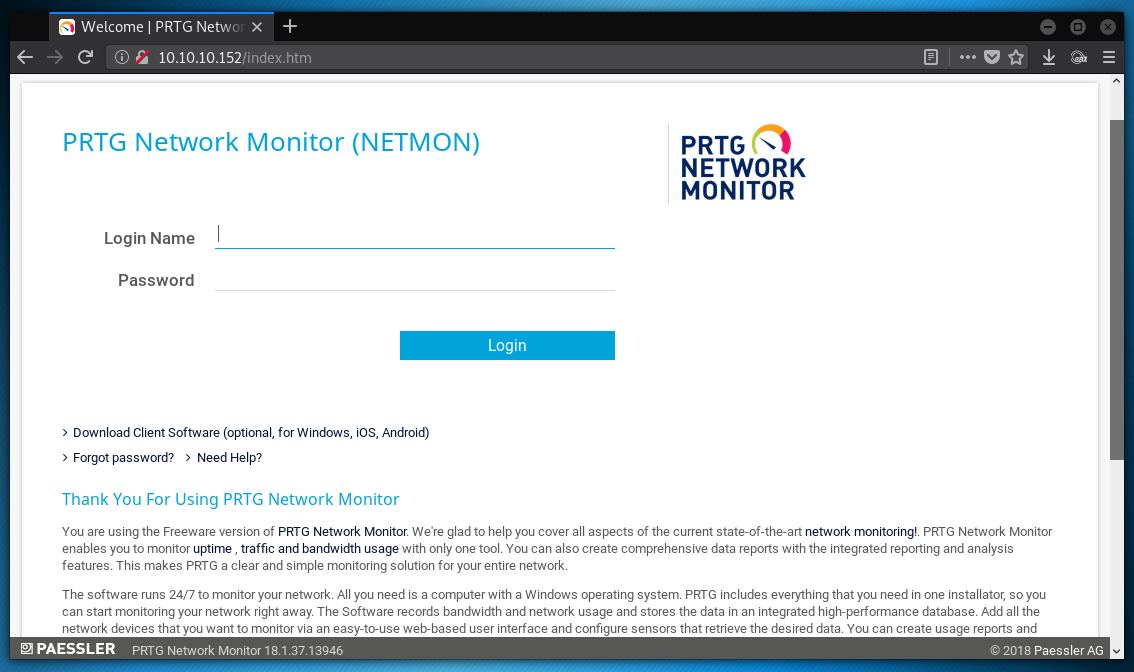 Welcome | PRTG Networ
10.10.10.152/index.htm
PRTG Network Monitor (NETMON)
PRTG
NETWORK
MONITOR
Login Name
Password
Login
Download Client Software (optional, for Windows, iOS, Android)
Forgot password? Need Help?
Thank You For Using PRTG Network Monitor
You are using the Freeware version of PRTG Network Monitor. We're glad to help you cover all aspects of the current state-of-the-art network monitoring!. PRTG Network Monitor
enables you to monitor uptime , traffic and bandwidth usage with only one tool. You can also create comprehensive data reports with the integrated reporting and analysis
features. This makes PRTG a clear and simple monitoring solution for your entire network.
The software runs 24/7 to monitor your network. All you need is a computer with a Windows operating system. PRTG includes everything that you need in one installer, so you
can start monitoring your network right away. The Software records bandwidth and network usage and stores the data in an integrated high-performance database. Add all the
network devices that you want to monitor via an easy-to-use web-based user interface and configure sensors that retrieve the desired data. You can create usage reports and
PAESSLER PRTG Network Monitor 18.1.37.13946 © 2018 Paessler AG